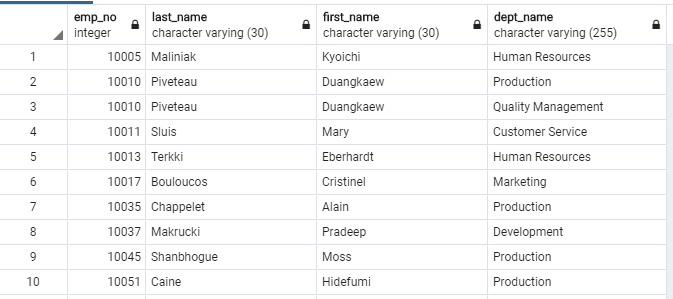 emp_no last_name first_name dept_name
integer character varying (30) character varying (30) character varying (255)
1 10005 Maliniak Kyoichi Human Resources
2 10010 Piveteau Duangkaew Production
3 10010 Piveteau Duangkaew Quality Management
4 10011 Sluis Mary Customer Service
5 10013 Terkki Eberhardt Human Resources
6 10017 Bouloucos Cristinel Marketing
7 10035 Chappelet Alain Production
8 10037 Makrucki Pradeep Development
9 10045 Shanbhogue Moss Production
10 10051 Caine Hidefumi Production